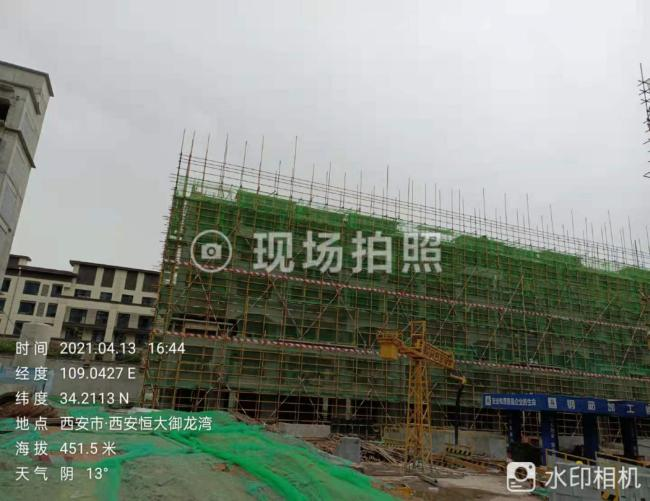 现场拍照
时间 2021.04.13 16:44
经度 109.0427 E
纬度 34.2113 N
地点 西安市·西安恒大御龙湾
海拔 451.5 米
天气 阴 13°
钢筋加工
水印相机